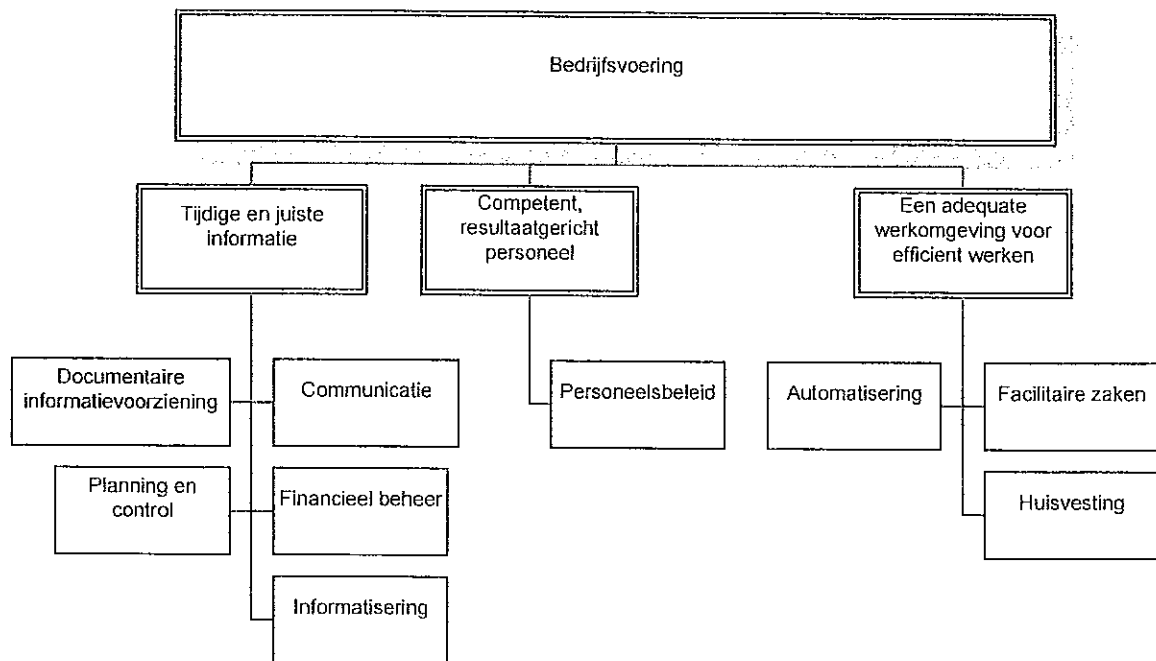 Bedrijfsvoering
Tijdige en juiste
informatie
Competent,
resultaatgericht
personeel
Een adequate
werkomgeving voor
efficient werken
Documentaire
informatievoorziening
Communicatie
Personeelsbeleid
Automatisering
Facilitaire zaken
Planning en
control
Financieel beheer
Huisvesting
Informatisering